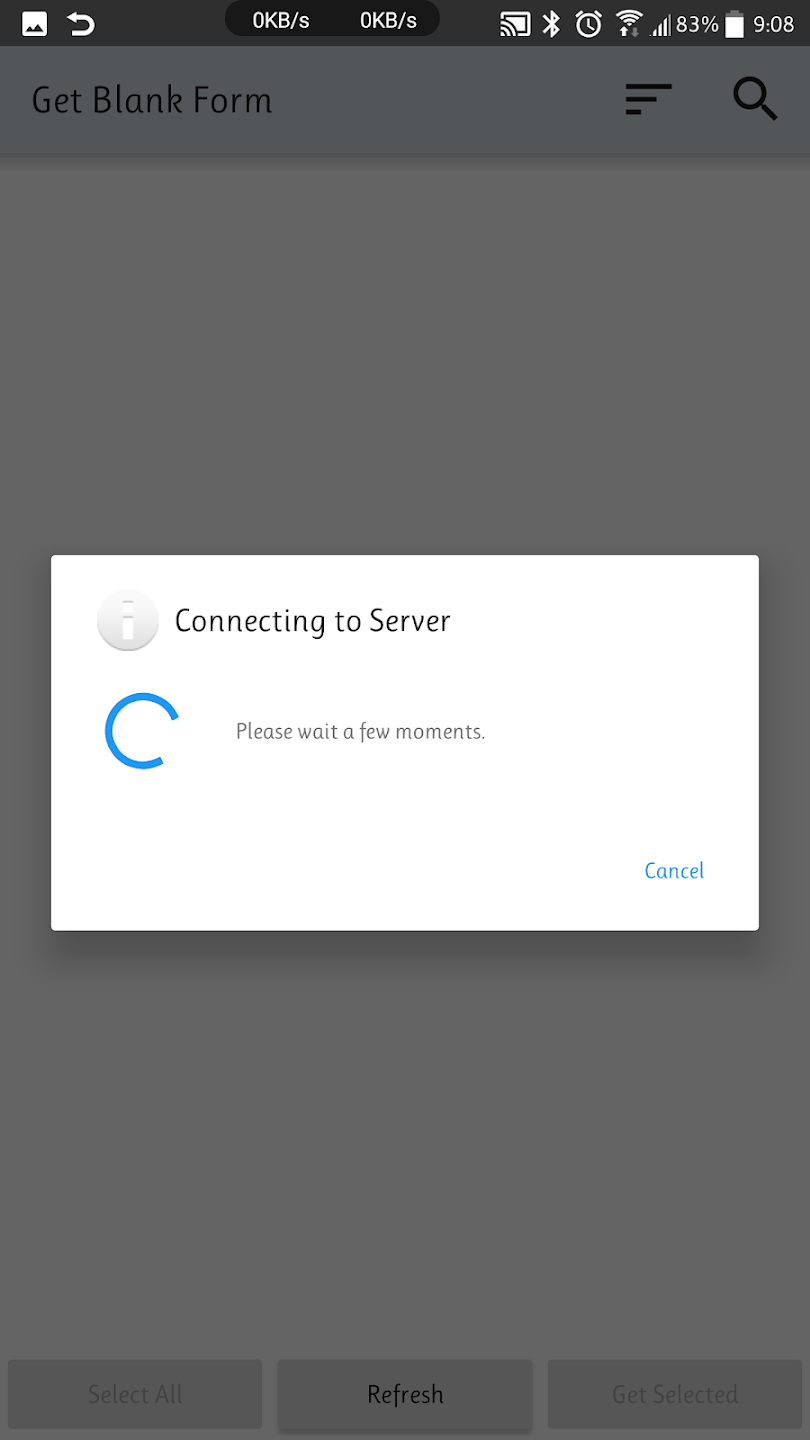 0KB/s 0KB/s 83% 9:08
Get Blank Form
Connecting to Server
Please wait a few moments.
Cancel
Select All Refresh Get Selected